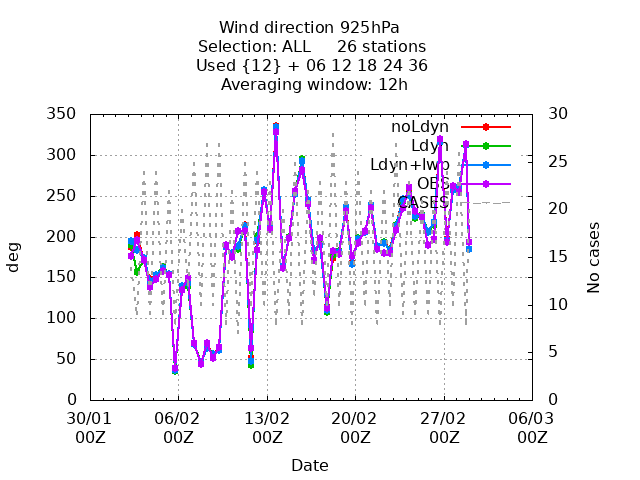 Wind direction 925hPa
Selection: ALL 26 stations
Used {12} + 06 12 18 24 36
Averaging window: 12h
350 30
noLdyn
Ldyn
300 25
Ldyn+lwp
OBS
250 20
CASES
200
deg No cases
150 15
100 10
50 5
0 0
30/01 06/02 13/02 20/02 27/02 06/03
00Z 00Z 00Z 00Z 00Z 00Z
Date